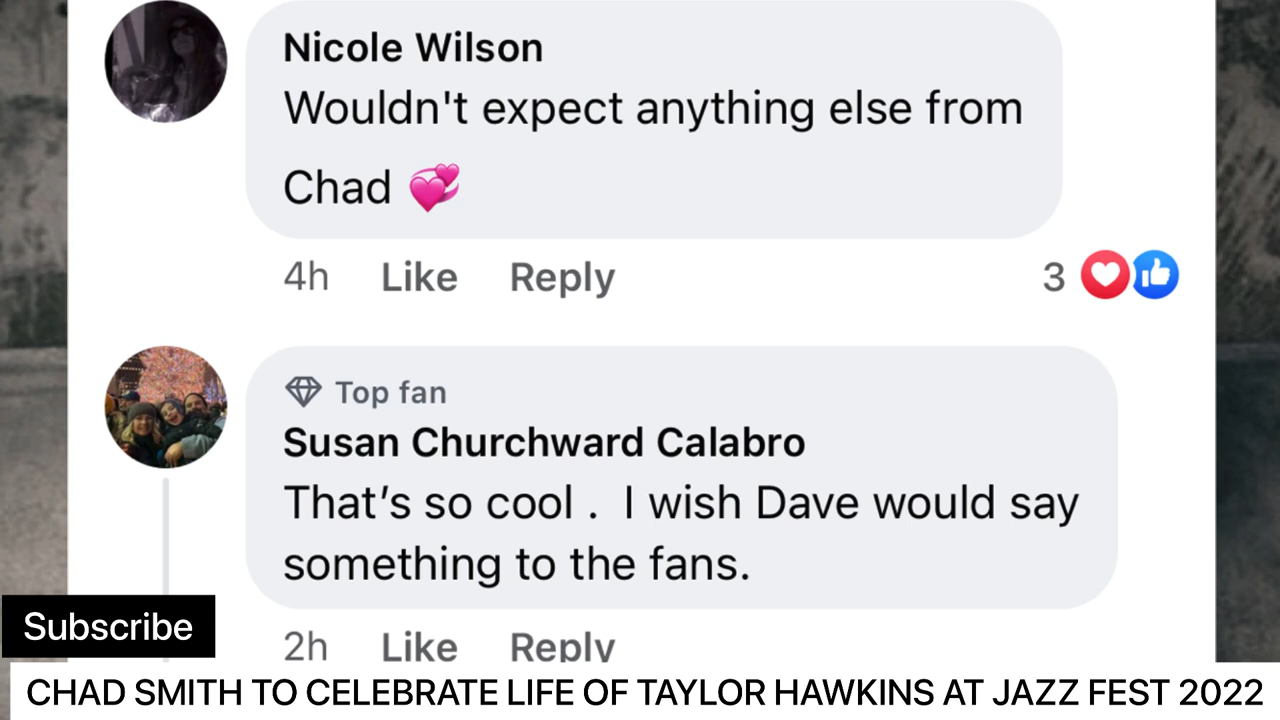 Nicole Wilson
Wouldn't expect anything else from
Chad 💞
4h Like Reply 3
Top fan
Susan Churchward Calabro
That’s so cool . I wish Dave would say
something to the fans.
2h Like Reply
Subscribe
CHAD SMITH TO CELEBRATE LIFE OF TAYLOR HAWKINS AT JAZZ FEST 2022